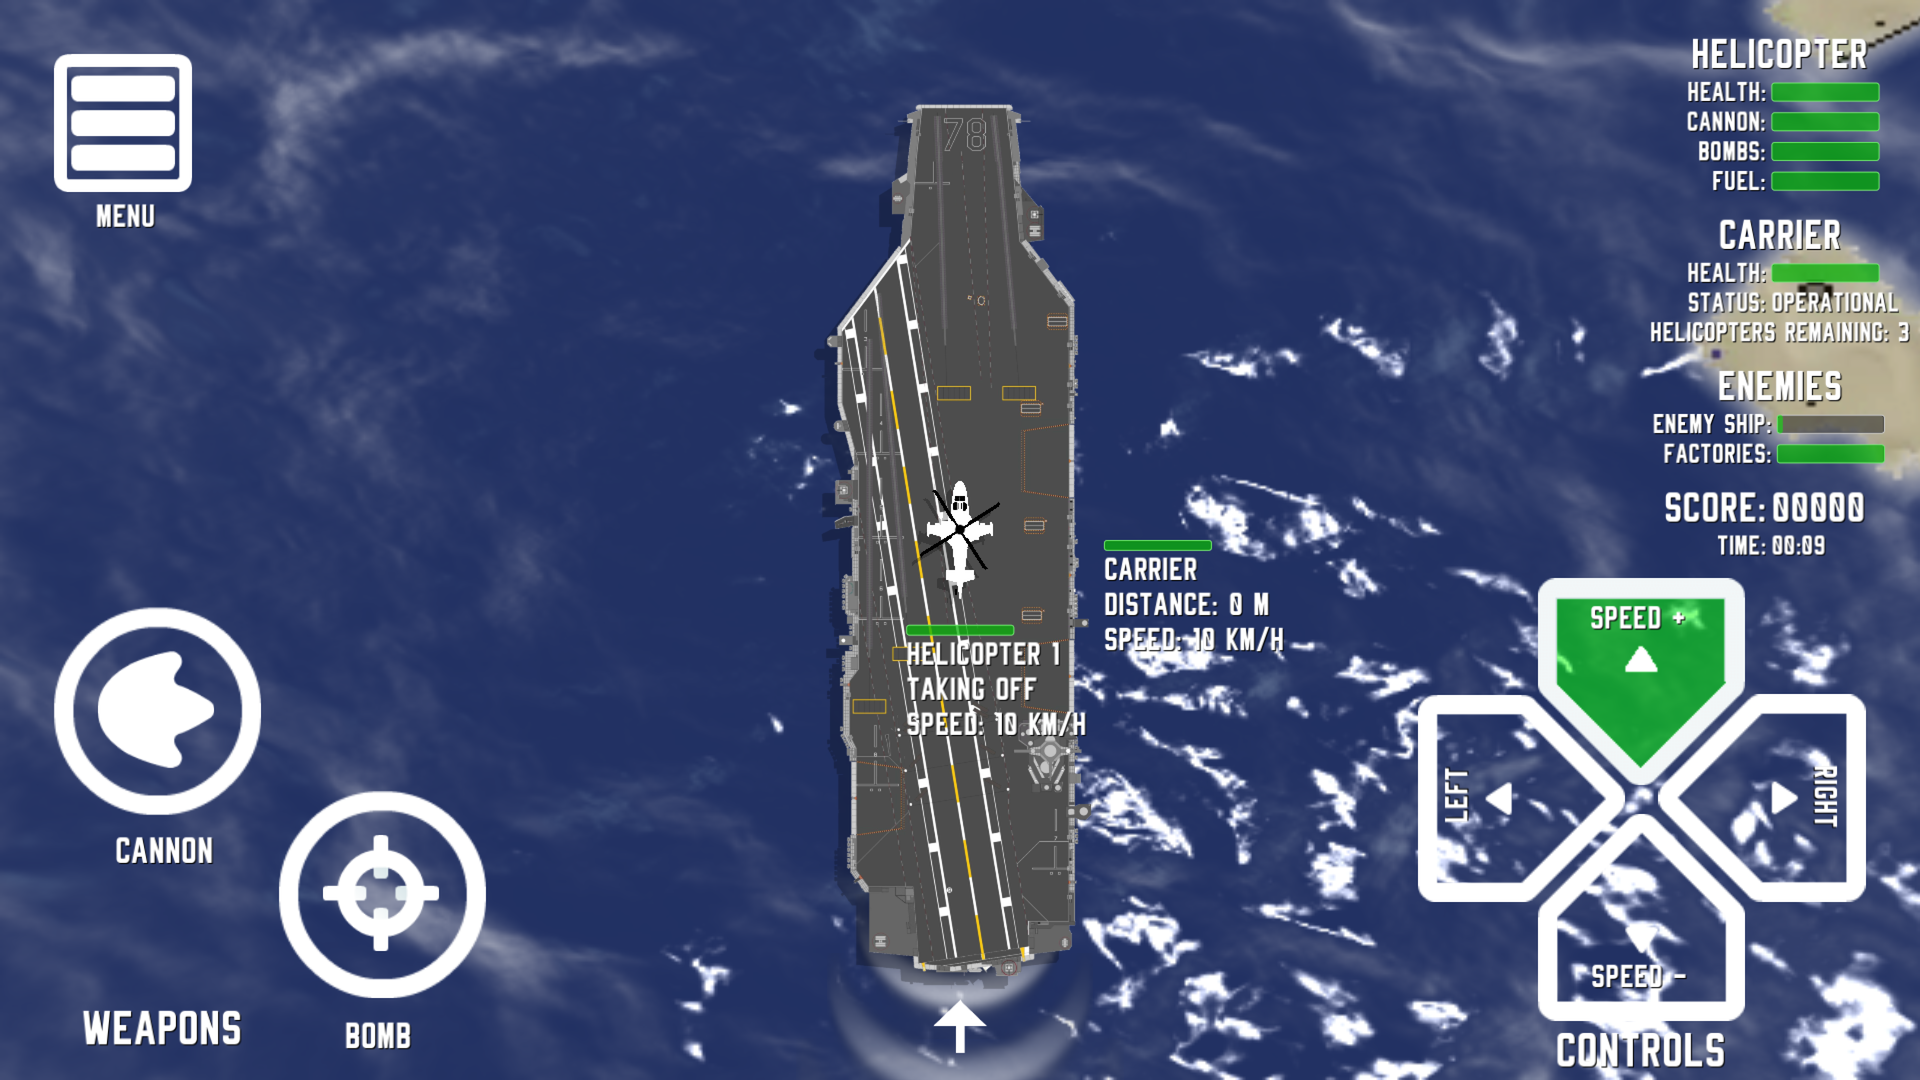 MENU
78
HELICOPTER
HEALTH:
CANNON:
BOMBS:
FUEL:
CARRIER
HEALTH:
STATUS: OPERATIONAL
HELICOPTERS REMAINING: 3
ENEMIES
ENEMY SHIP:
FACTORIES:
SCORE: 00000
TIME: 00:09
CARRIER
DISTANCE: 0 M
SPEED: 10 KM/H
HELICOPTER 1
TAKING OFF
SPEED: 10 KM/H
CANNON
BOMB
WEAPONS
SPEED +
LEFT
RIGHT
SPEED -
CONTROLS